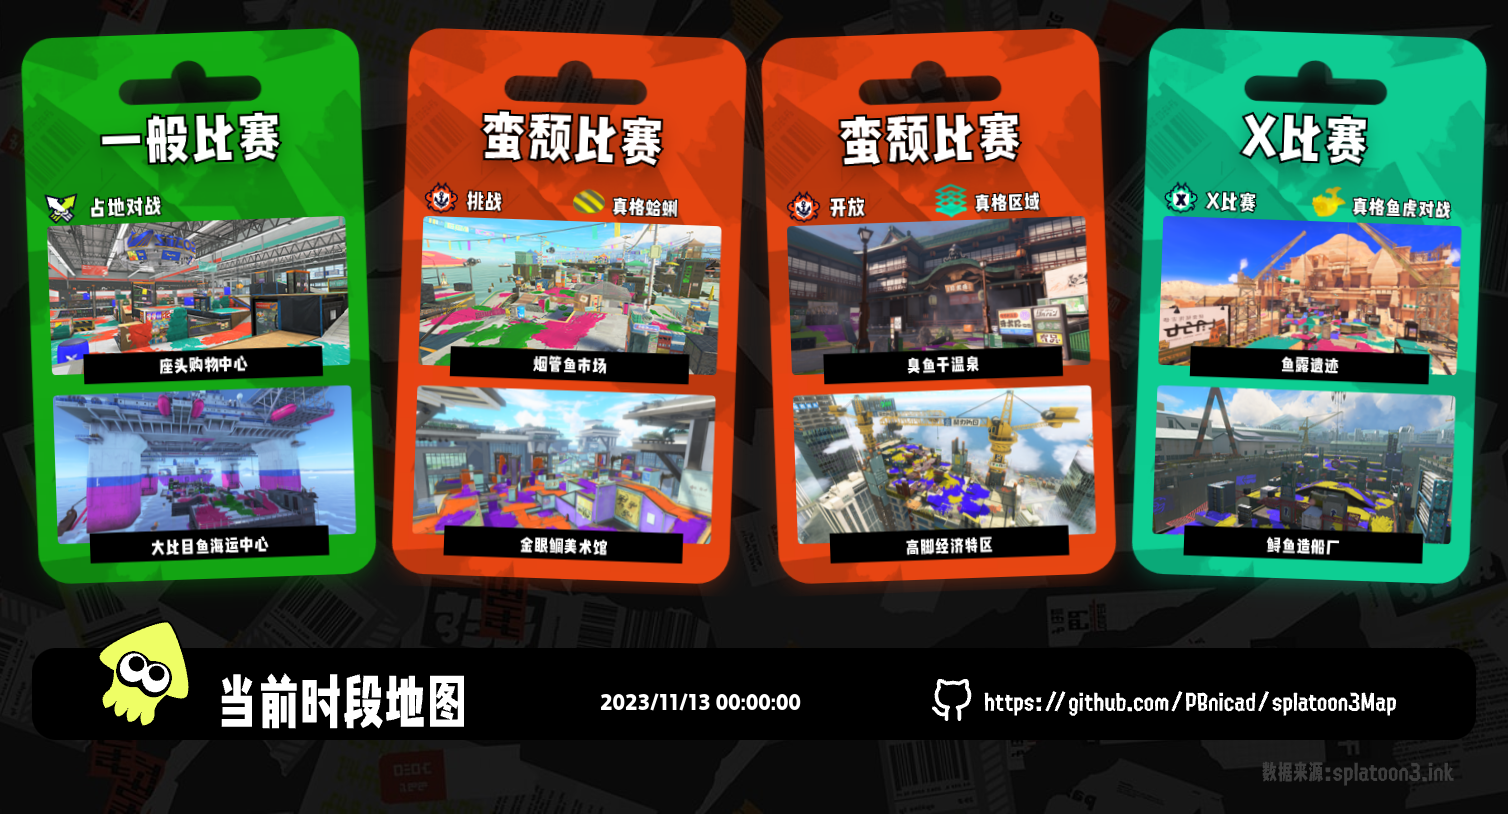 一般比赛
占地对战
座头购物中心
大比目鱼海运中心
蛮颓比赛
挑战
真格蛤蜊
烟管鱼市场
金眼鲷美术馆
蛮颓比赛
开放
真格区域
臭鱼干温泉
高脚经济特区
X比赛
X比赛
真格鱼虎对战
鱼露遗迹
鲟鱼造船厂
当前时段地图
2023/11/13 00:00:00
https://github.com/PBnicad/splatoon3Map
数据来源:splatoon3.ink